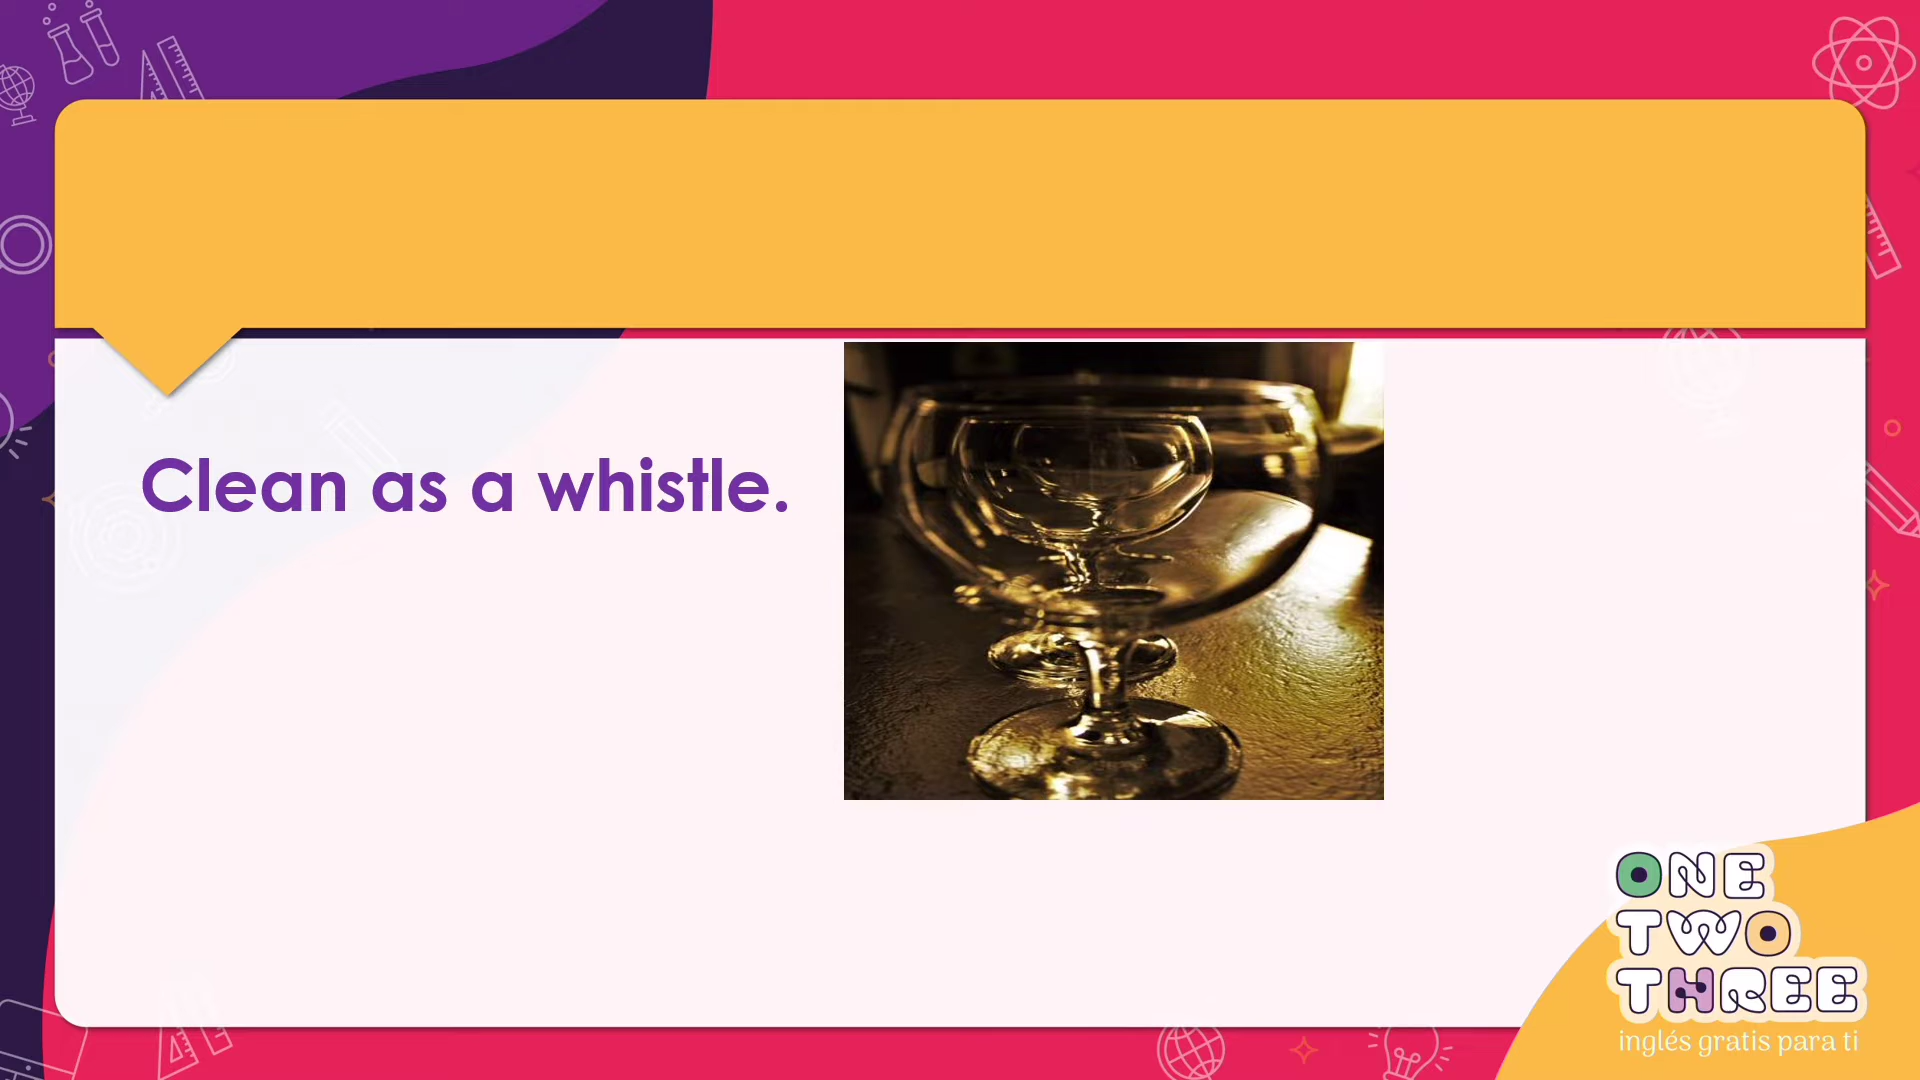 Clean as a whistle.
ONE
TWO
THREE
inglés gratis para ti